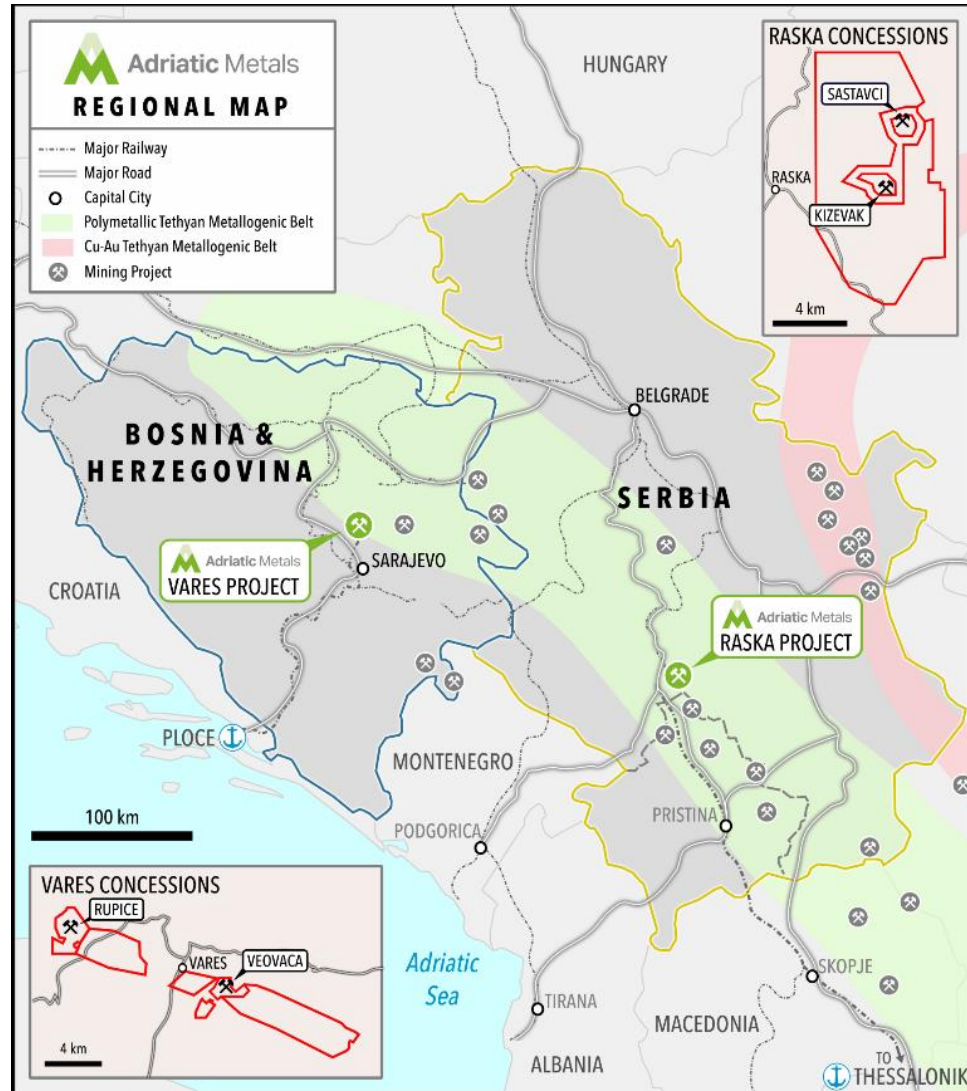 Adriatic Metals
REGIONAL MAP
Major Railway
Major Road
Capital City
Polymetallic Tethyan Metallogenic Belt
Cu-Au Tethyan Metallogenic Belt
Mining Project
HUNGARY
RASKA CONCESSIONS
SASTAVCI
RASKA
KIZEVAK
4 km
BELGRADE
BOSNIA &
HERZEGOVINA
SERBIA
Adriatic Metals
VARES PROJECT
SARAJEVO
CROATIA
Adriatic Metals
RASKA PROJECT
PLOCE
MONTENEGRO
100 km
PODGORICA
PRISTINA
VARES CONCESSIONS
RUPICE
VARES
VEOVACA
4 km
Adriatic
Sea
SKOPJE
TIRANA
MACEDONIA
ALBANIA
TO
THESSALONIK